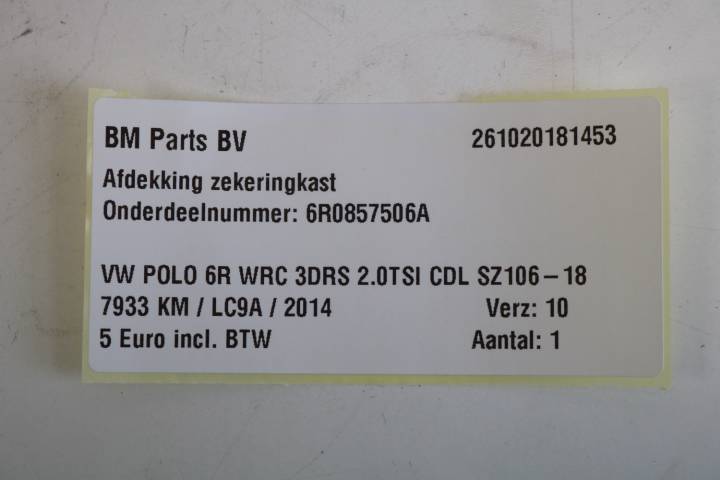 BM Parts BV 261020181453
Afdekking zekeringkast
Onderdeelnummer: 6R0857506A
VW POLO 6R WRC 3DRS 2.0TSI CDL SZ106-18
7933 KM / LC9A / 2014 Verz: 10
5 Euro incl. BTW Aantal: 1